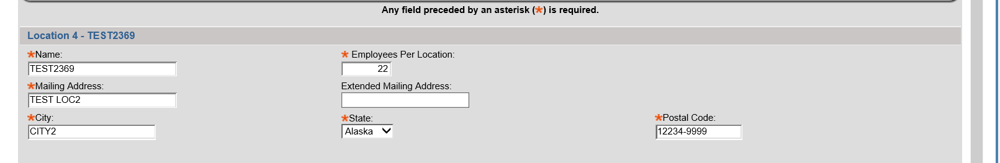 Any field preceded by an asterisk (*) is required.
Location 4 - TEST2369
*Name:
* Employees Per Location:
TEST2369
22
*Mailing Address:
Extended Mailing Address:
TEST LOC2
*City:
*State:
*Postal Code:
CITY2
Alaska
12234-9999